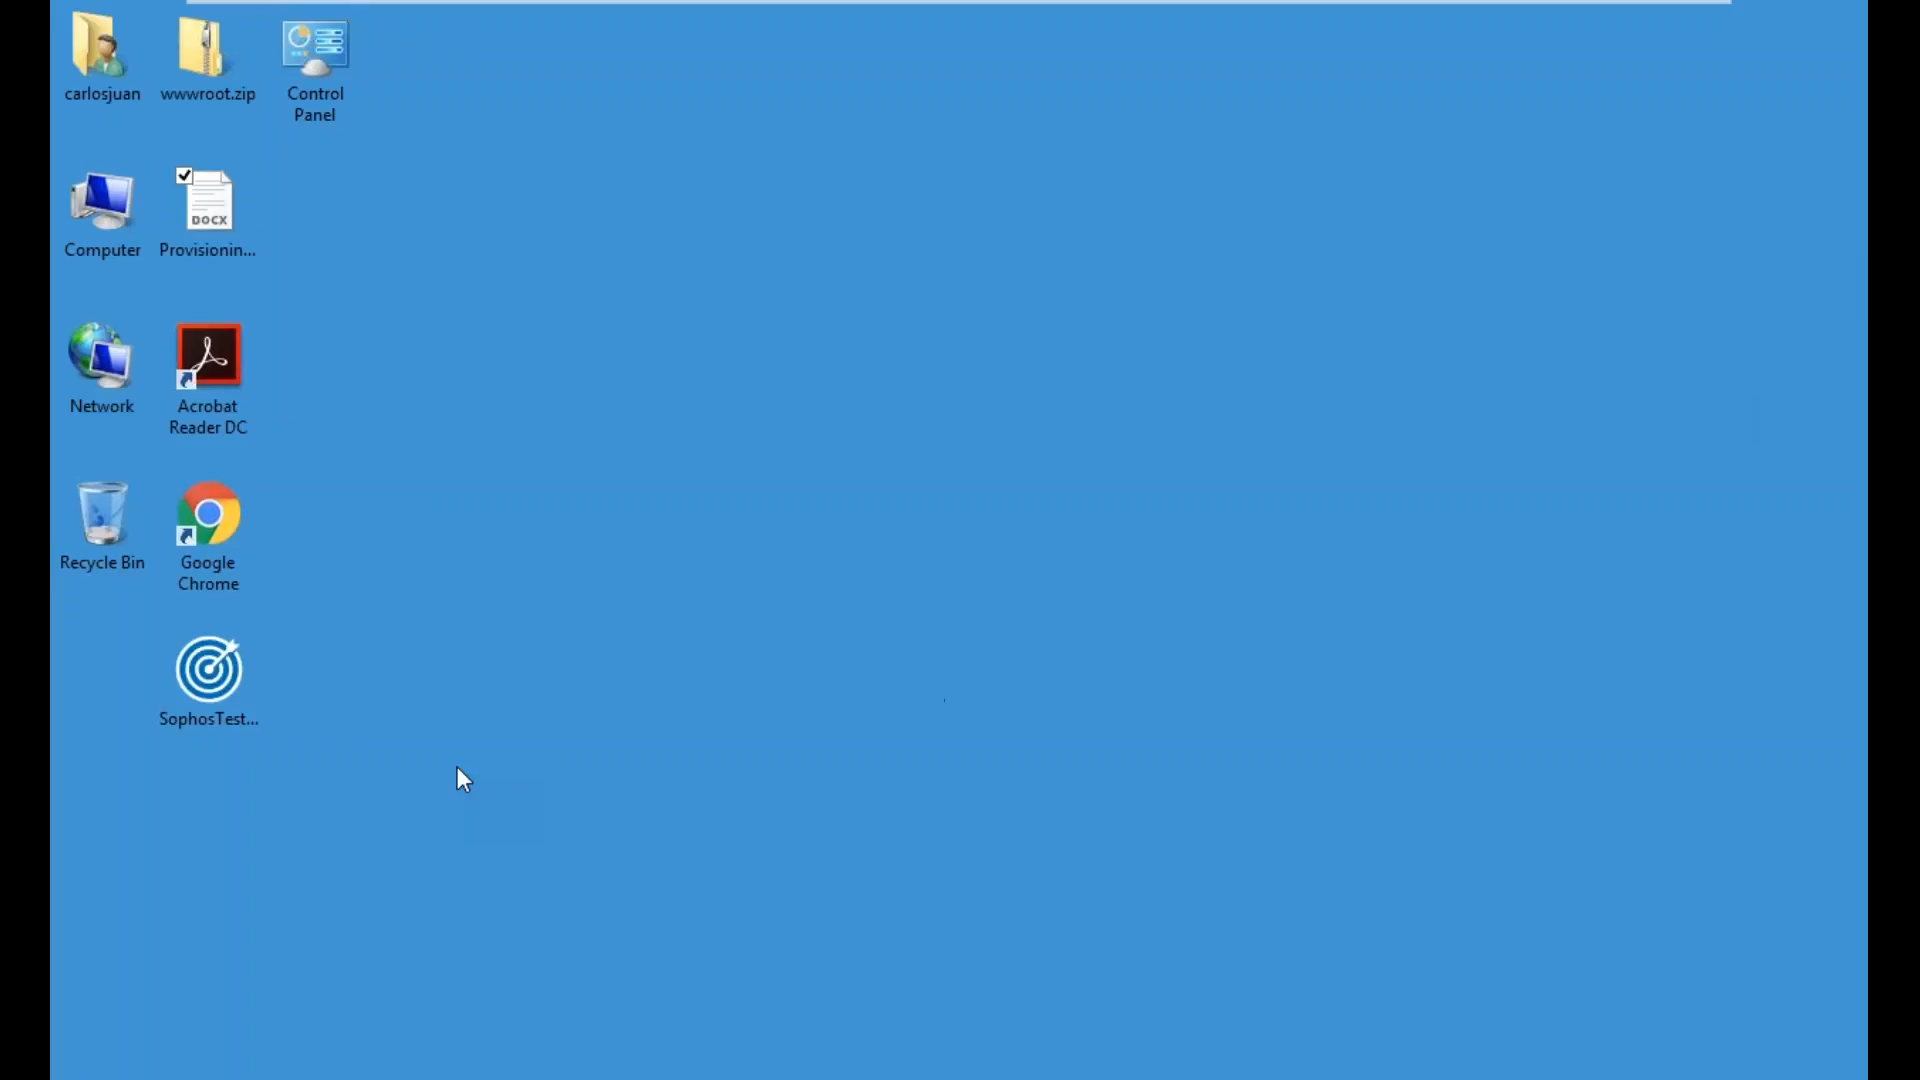 carlosjuan
wwwroot.zip
Control
Panel
Computer
DOCX
Provisionin...
Network
Acrobat
Reader DC
Recycle Bin
Google
Chrome
SophosTest...